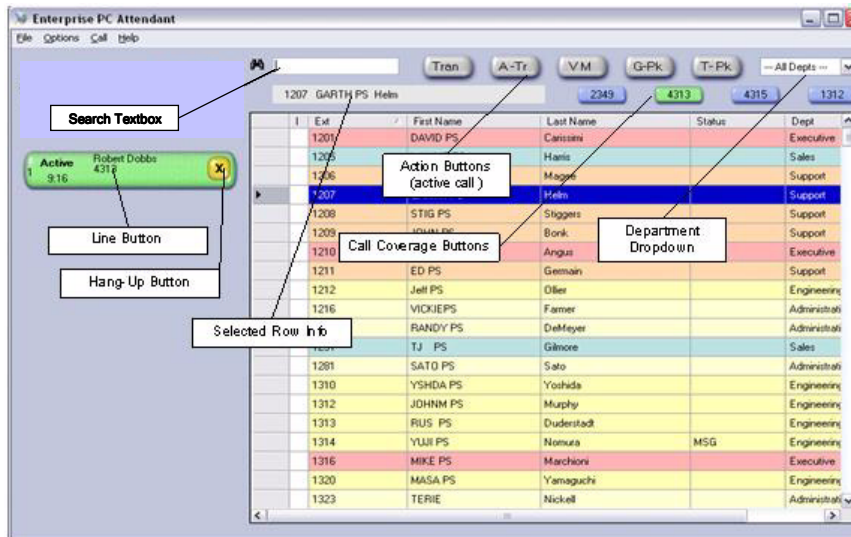 Enterprise PC Attendant
File Options Call Help
Tran A-Tr VM G-Pk T-Pk --- All Depts ---
1207 GARTH PS Helm 2349 4313 4315 1312
Search Textbox
I Ext First Name Last Name Status Dept
1201 DAVID PS Carissimi Executive
1205 Harris Sales
1206 Magee Support
1207 Helm Support
1208 STIG PS Stiggers Support
1209 JOHN PS Bonk Support
1210 Angus Executive
1211 ED PS Germain Support
1212 Jeff PS Ollier Engineering
1216 VICKIEPS Farmer Administrati
RANDY PS DeMeyer Administrati
TJ PS Gilmore Sales
1281 SATO PS Sato Administrati
1310 YSHDA PS Yoshida Engineering
1312 JOHNM PS Murphy Engineering
1313 RUS PS Duderstadt Engineering
1314 YUJI PS Nomura MSG Engineering
1316 MIKE PS Marchioni Executive
1320 MASA PS Yamaguchi Engineering
1323 TERIE Nickell Administrati
1 Active Robert Dobbs X
9:16 4313
Line Button
Hang-Up Button
Selected Row Info
Action Buttons
(active call )
Call Coverage Buttons
Department
Dropdown